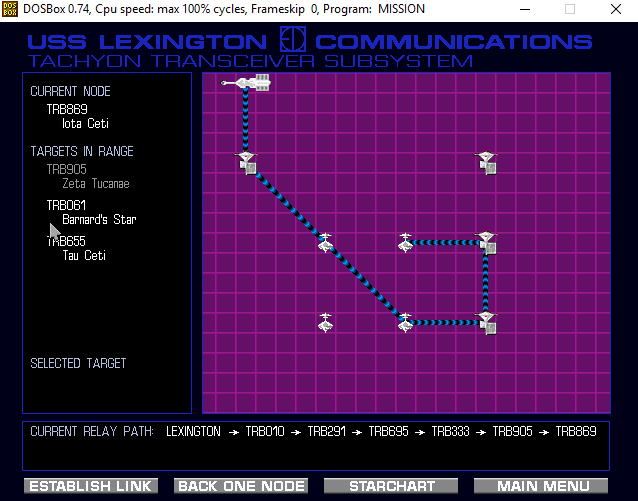 DOS BOX DOSBox 0.74, Cpu speed: max 100% cycles, Frameskip 0, Program: MISSION
USS LEXINGTON COMMUNICATIONS
TACHYON TRANSCEIVER SUBSYSTEM
CURRENT NODE
TRB869
Iota Ceti
TARGETS IN RANGE
TRB905
Zeta Tucanae
TRB061
Barnard's Star
TRB655
Tau Ceti
SELECTED TARGET
CURRENT RELAY PATH: LEXINGTON → TRB010 → TRB291 → TRB695 → TRB333 → TRB905 → TRB869
ESTABLISH LINK BACK ONE NODE STARCHART MAIN MENU